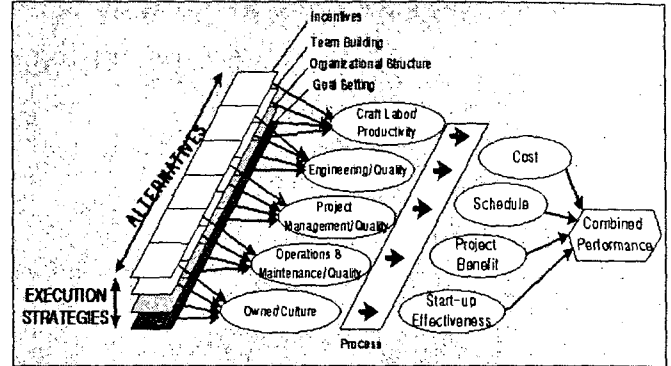 Incentives
Team Building
Organizational Structure
Goal Setting
ALTERNATIVES
EXECUTION
STRATEGIES
Craft Labor/
Productivity
Engineering/Quality
Project
Management/Quality
Operations &
Maintenance/Quality
Owned/Culture
Process
Cost
Schedule
Project
Benefit
Start-up
Effectiveness
Combined
Performance